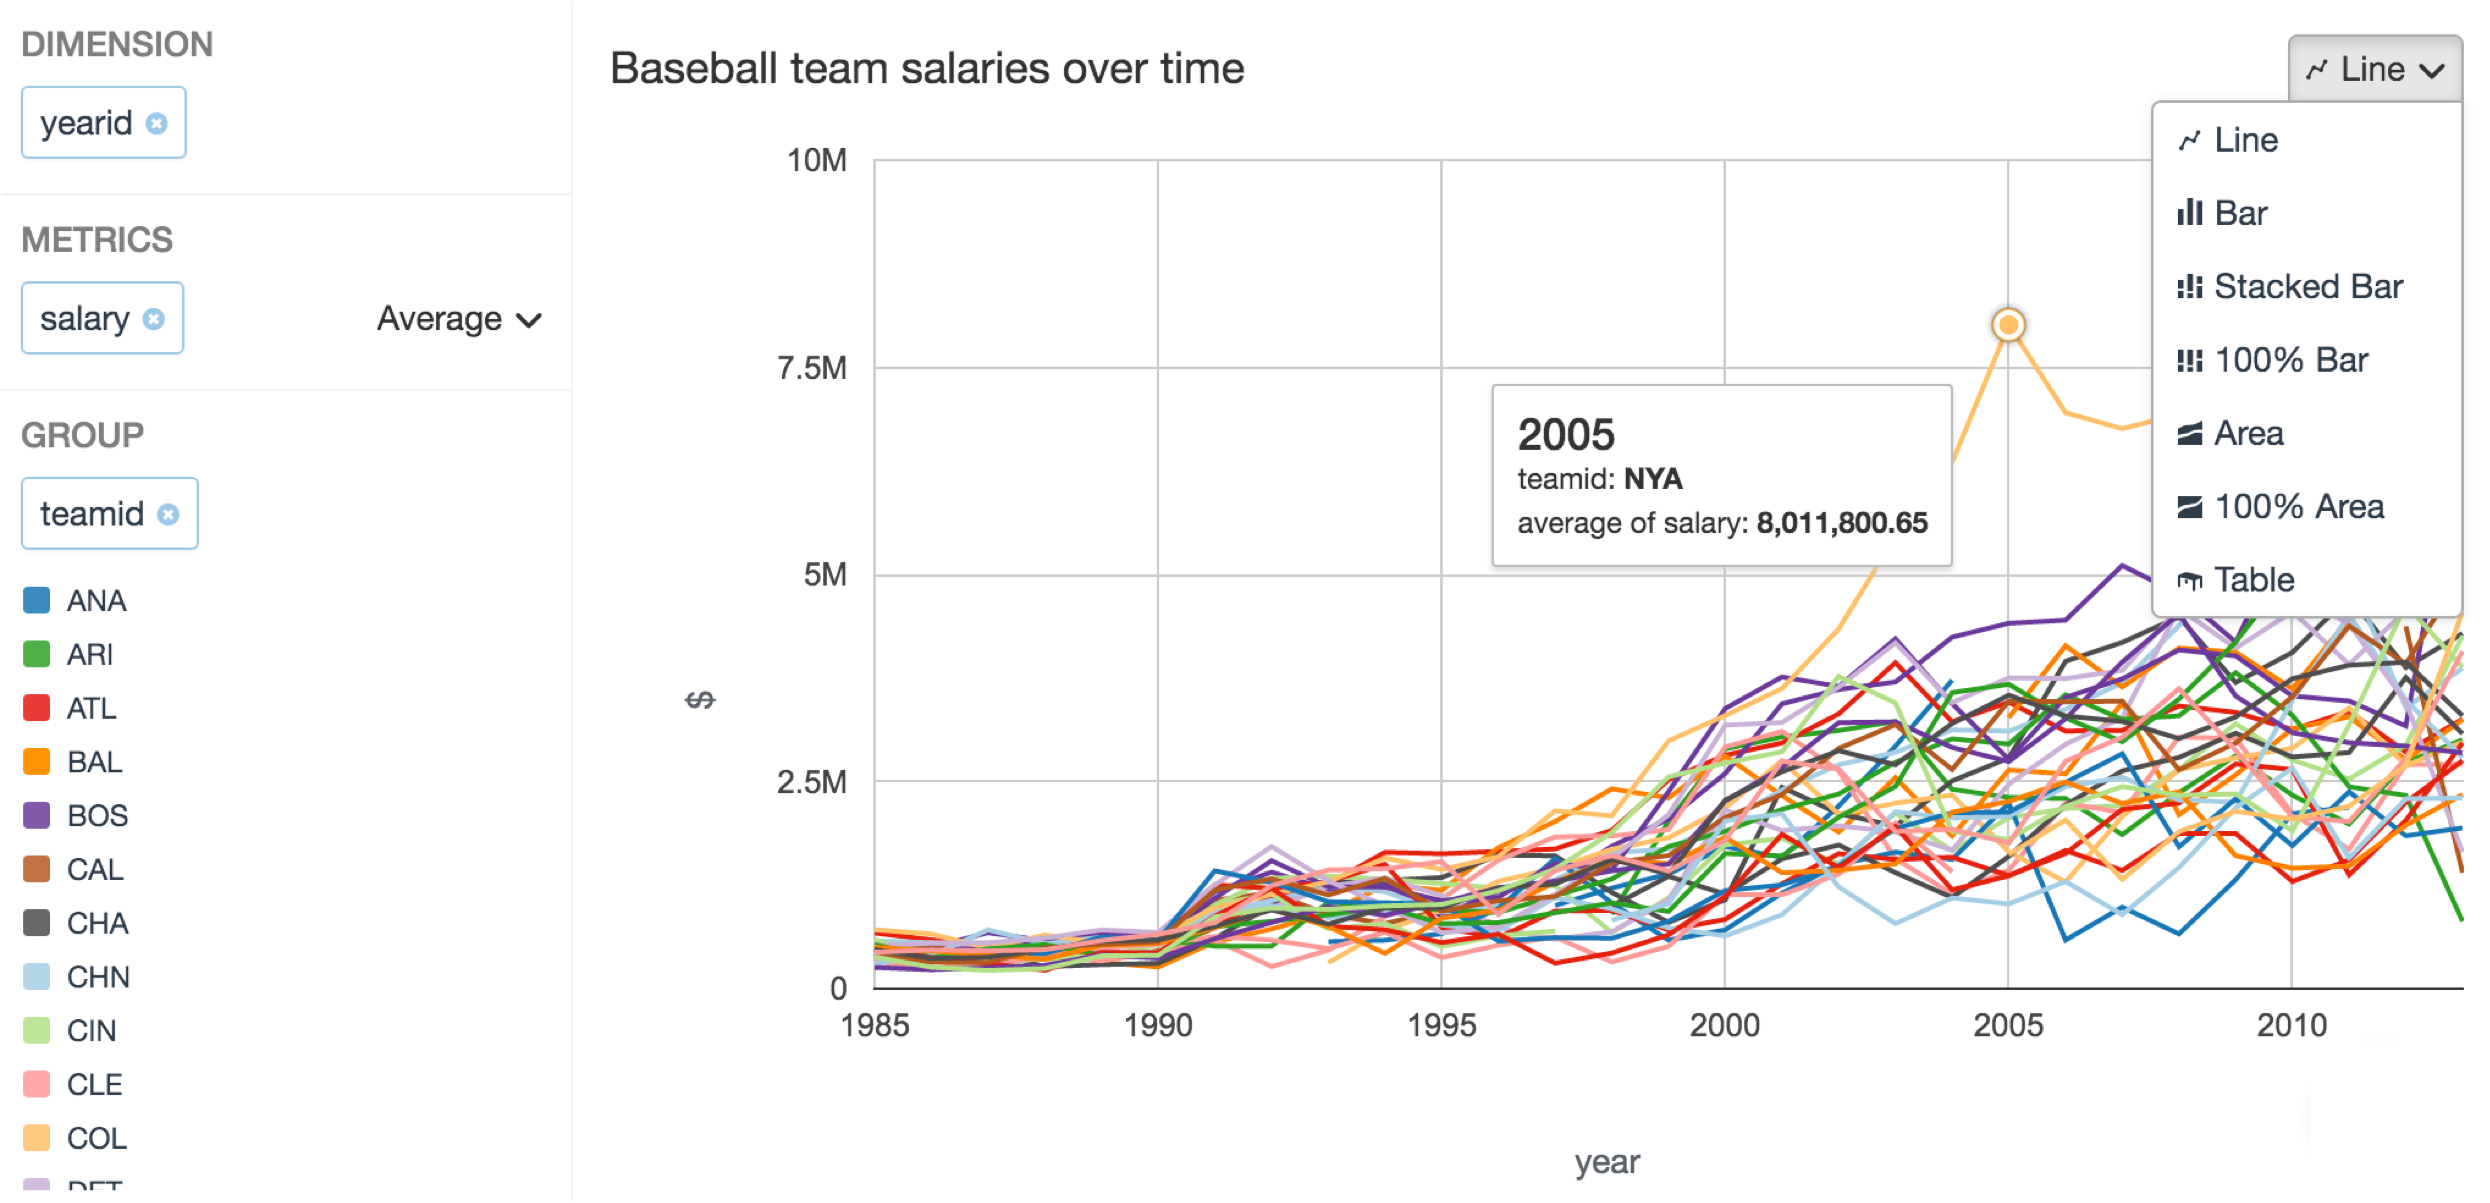 DIMENSION
yearid
METRICS
salary
Average
GROUP
teamid
ANA
ARI
ATL
BAL
BOS
CAL
CHA
CHN
CIN
CLE
COL
DET
Baseball team salaries over time
Line
Line
Bar
Stacked Bar
100% Bar
Area
100% Area
Table
10M
7.5M
5M
2.5M
0
$
2005
teamid: NYA
average of salary: 8,011,800.65
1985 1990 1995 2000 2005 2010
year